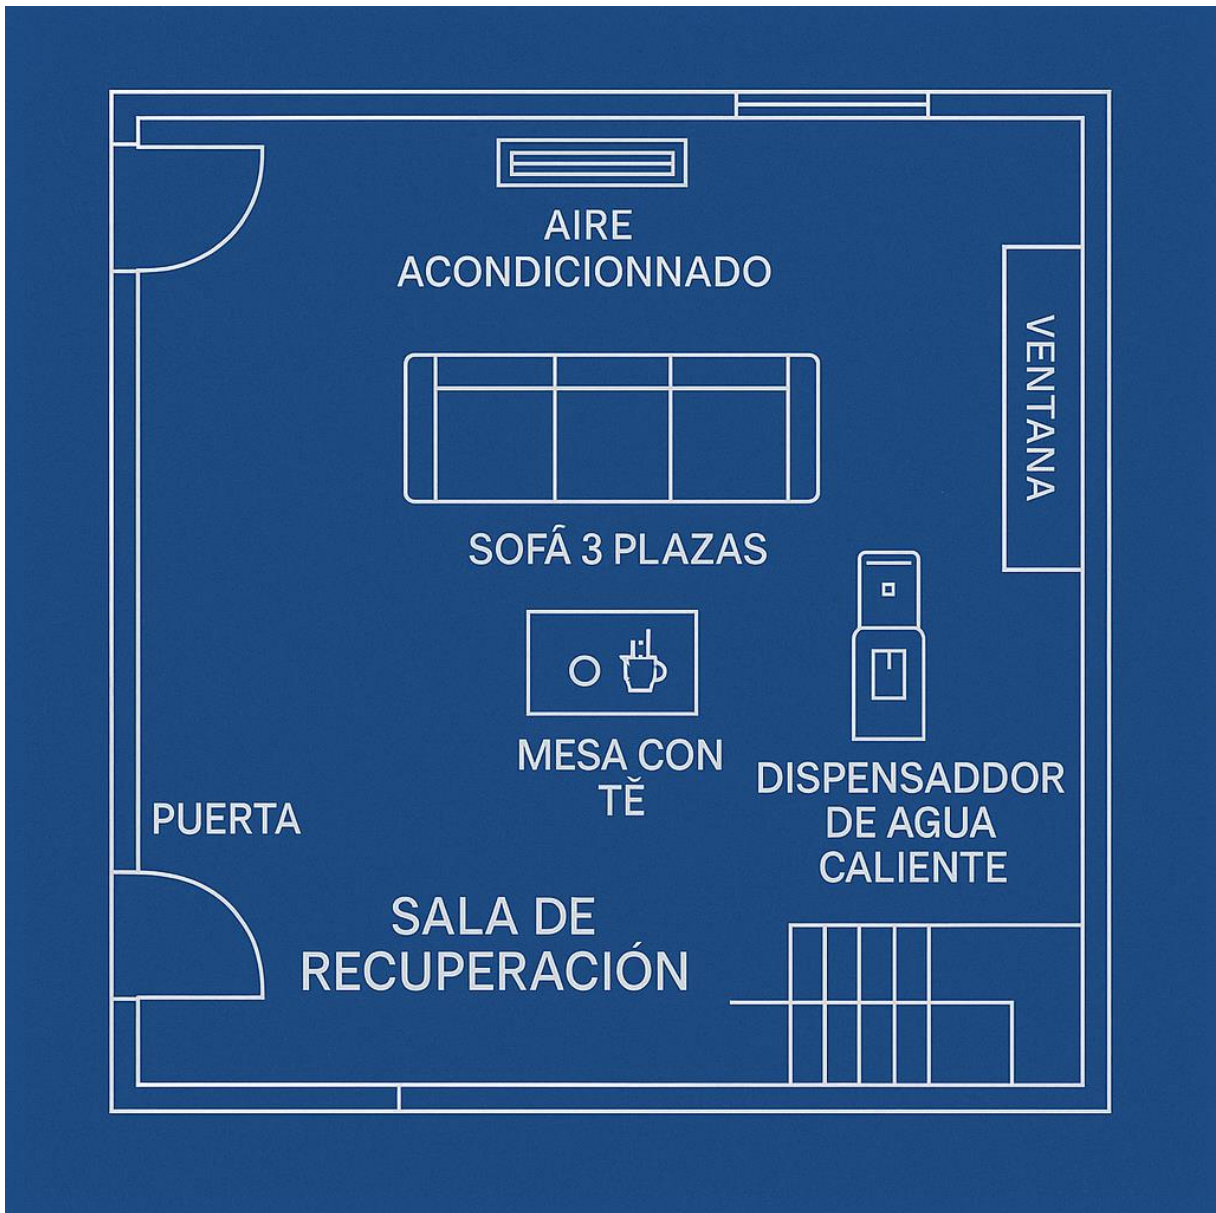 AIRE
ACONDICIONNADO
VENTANA
SOFÃ 3 PLAZAS
MESA CON
TĚ
DISPENSADDOR
DE AGUA
CALIENTE
PUERTA
SALA DE
RECUPERACIÓN